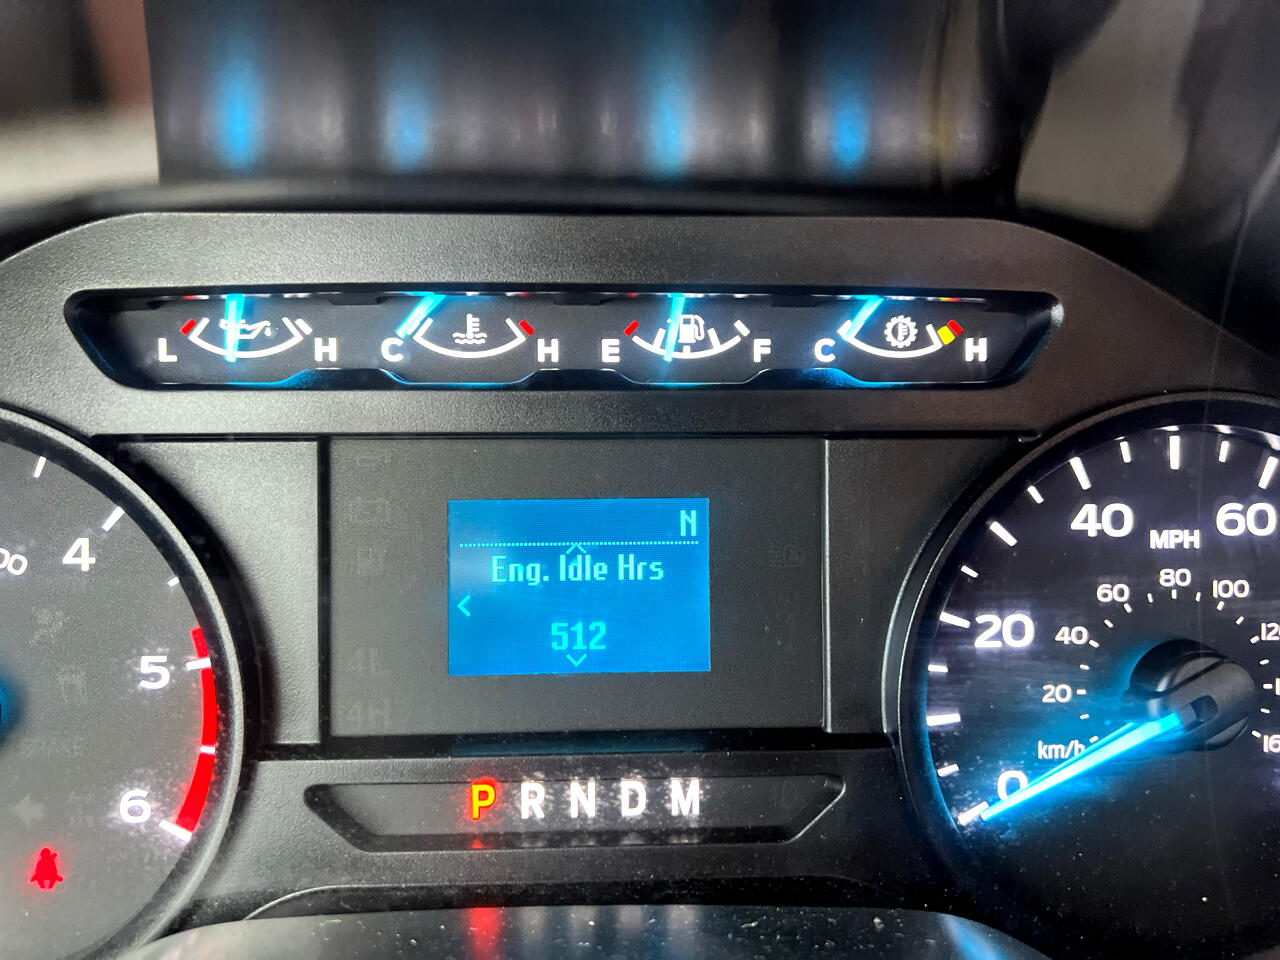 L H C H E F C H
N
Eng. Idle Hrs
<
512
P R N D M
4
5
6
0 20 40 60
MPH
20 40 60 80 100
km/h